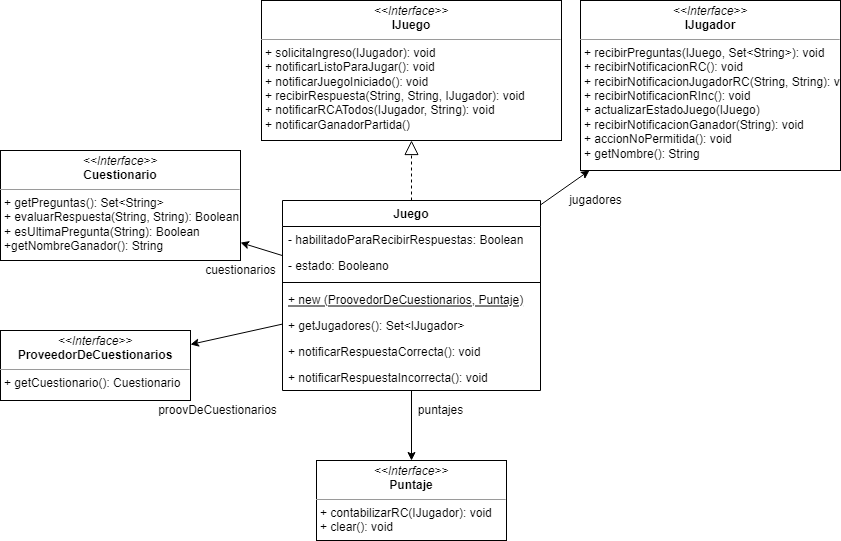 <<Interface>>
IJuego
+ solicitaIngreso(IJugador): void
+ notificarListoParaJugar(): void
+ notificarJuegoIniciado(): void
+ recibirRespuesta(String, String, IJugador): void
+ notificarRCATodos(IJugador, String): void
+ notificarGanadorPartida()
<<Interface>>
IJugador
+ recibirPreguntas(IJuego, Set<String>): void
+ recibirNotificacionRC(): void
+ recibirNotificacionJugadorRC(String, String): v
+ recibirNotificacionRInc(): void
+ actualizarEstadoJuego(IJuego)
+ recibirNotificacionGanador(String): void
+ accionNoPermitida(): void
+ getNombre(): String
<<Interface>>
Cuestionario
+ getPreguntas(): Set<String>
+ evaluarRespuesta(String, String): Boolean
+ esUltimaPregunta(String): Boolean
+getNombreGanador(): String
jugadores
Juego
- habilitadoParaRecibirRespuestas: Boolean
- estado: Booleano
+ new (ProovedorDeCuestionarios, Puntaje)
+ getJugadores(): Set<IJugador>
+ notificarRespuestaCorrecta(): void
+ notificarRespuestaIncorrecta(): void
cuestionarios
<<Interface>>
ProveedorDeCuestionarios
+ getCuestionario(): Cuestionario
proovDeCuestionarios
puntajes
<<Interface>>
Puntaje
+ contabilizarRC(IJugador): void
+ clear(): void